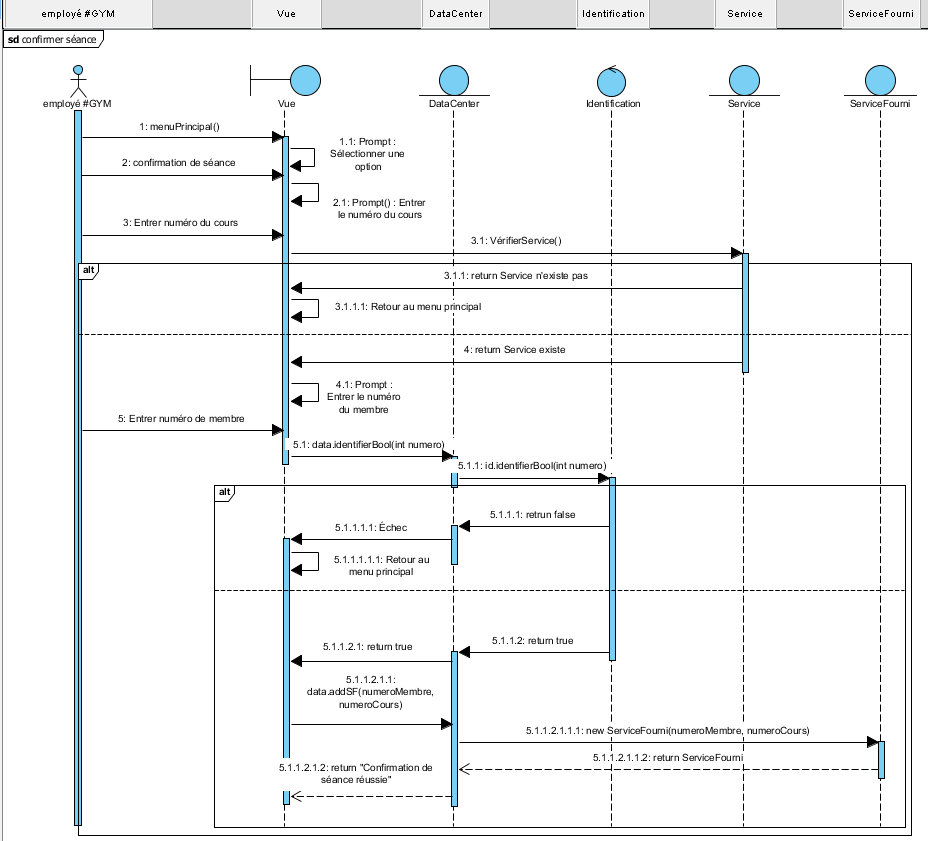 employé #GYM
Vue
DataCenter
Identification
Service
ServiceFourni
sd confirmer séance
employé #GYM
Vue
DataCenter
Identification
Service
ServiceFourni
1: menuPrincipal()
1.1: Prompt :
Sélectionner une
option
2: confirmation de séance
2.1: Prompt() : Entrer
le numéro du cours
3: Entrer numéro du cours
3.1: VérifierService()
alt
3.1.1: return Service n'existe pas
3.1.1.1: Retour au menu principal
4: return Service existe
4.1: Prompt :
Entrer le numéro
du membre
5: Entrer numéro de membre
5.1: data.identifierBool(int numero)
5.1.1: id.identifierBool(int numero)
alt
5.1.1.1: retrun false
5.1.1.1.1: Échec
5.1.1.1.1.1: Retour au
menu principal
5.1.1.2: return true
5.1.1.2.1: return true
5.1.1.2.1.1:
data.addSF(numeroMembre,
numeroCours)
5.1.1.2.1.1.1: new ServiceFourni(numeroMembre, numeroCours)
5.1.1.2.1.1.2: return ServiceFourni
5.1.1.2.1.2: return "Confirmation de
séance réussie"